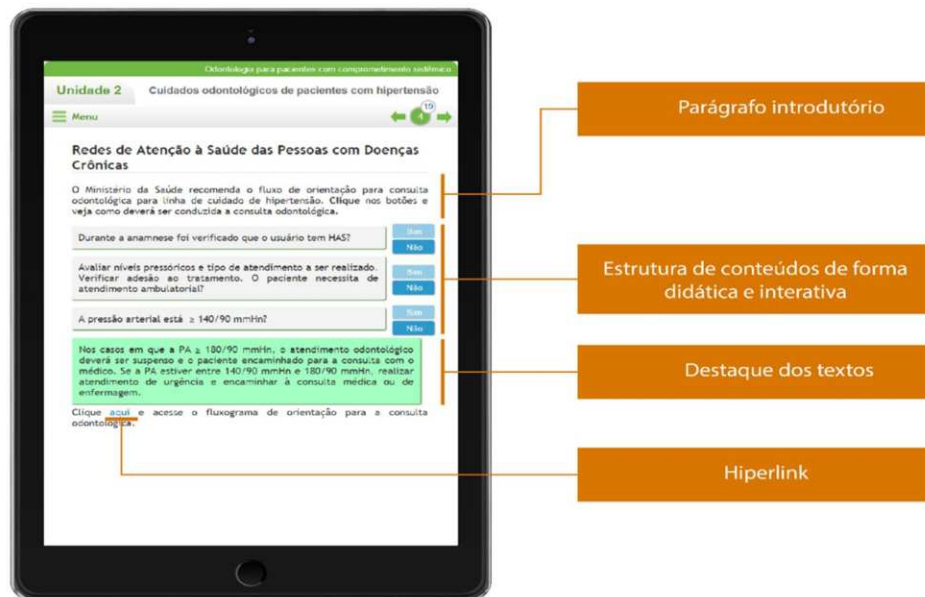 Odontologia para pacientes com comprometimento sistêmico
Unidade 2
Cuidados odontológicos de pacientes com hipertensão
Menu
19
Redes de Atenção à Saúde das Pessoas com Doenças
Crônicas
O Ministério da Saúde recomenda o fluxo de orientação para consulta
odontológica para linha de cuidado de hipertensão. Clique nos botões e
veja como deverá ser conduzida a consulta odontológica.
Durante a anamnese foi verificado que o usuário tem HAS?
Sim
Não
Avaliar níveis pressóricos e tipo de atendimento a ser realizado.
Verificar adesão ao tratamento. O paciente necessita de
atendimento ambulatorial?
Sim
Não
A pressão arterial está ≥ 140/90 mmHn?
Sim
Não
Nos casos em que a PA ≥ 180/90 mmHn, o atendimento odontológico
deverá ser suspenso e o paciente encaminhado para a consulta com o
médico. Se a PA estiver entre 140/90 mmHn e 180/90 mmHn, realizar
atendimento de urgência e encaminhar à consulta médica ou de
enfermagem.
Clique aqui e acesse o fluxograma de orientação para a consulta
odontológica.
Parágrafo introdutório
Estrutura de conteúdos de forma
didática e interativa
Destaque dos textos
Hiperlink